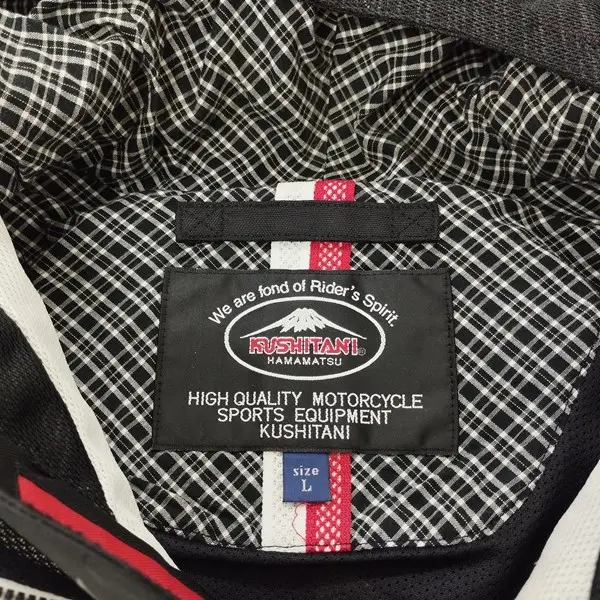 We are fond of Rider's Spirit.
KUSHITANI®
HAMAMATSU
HIGH QUALITY MOTORCYCLE
SPORTS EQUIPMENT
KUSHITANI
size
L